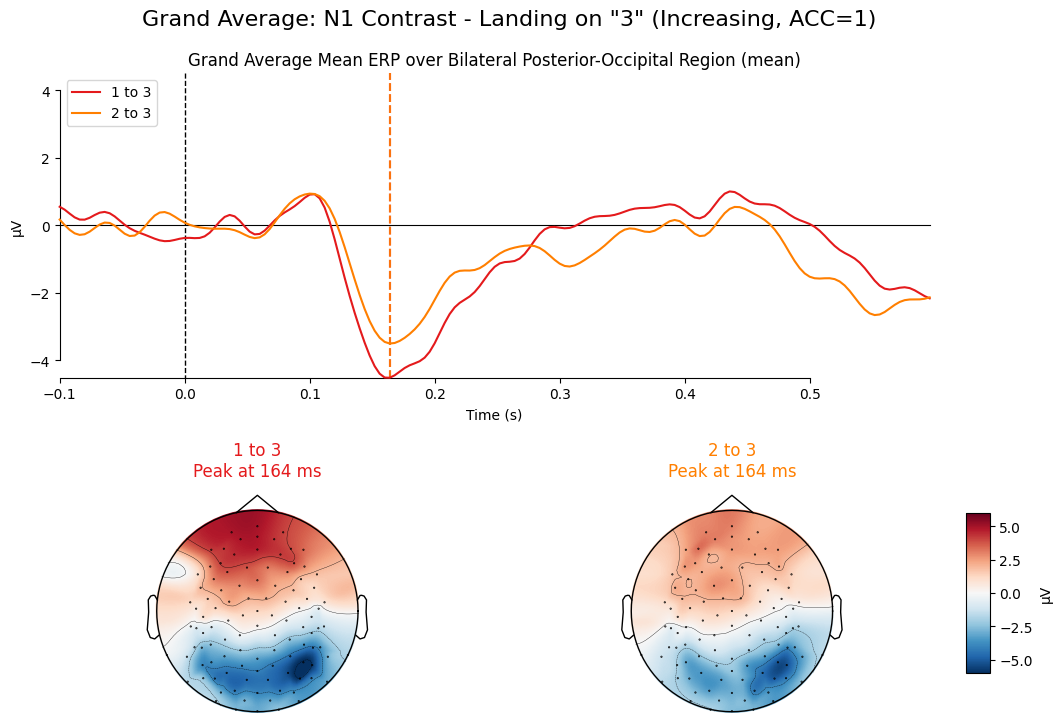 Grand Average: N1 Contrast - Landing on "3" (Increasing, ACC=1)
Grand Average Mean ERP over Bilateral Posterior-Occipital Region (mean)
1 to 3
2 to 3
4
2
0
−2
−4
µV
−0.1
0.0
0.1
0.2
0.3
0.4
0.5
Time (s)
1 to 3
Peak at 164 ms
2 to 3
Peak at 164 ms
5.0
2.5
0.0
−2.5
−5.0
µV